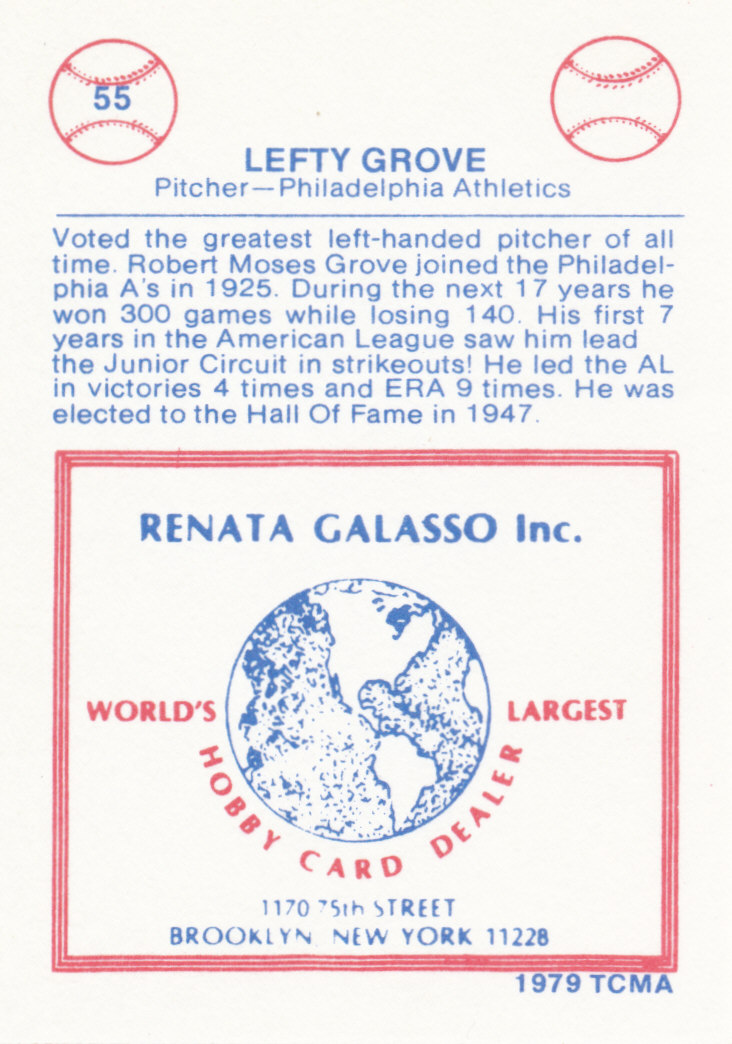 55
LEFTY GROVE
Pitcher—Philadelphia Athletics
Voted the greatest left-handed pitcher of all
time. Robert Moses Grove joined the Philadel-
phia A's in 1925. During the next 17 years he
won 300 games while losing 140. His first 7
years in the American League saw him lead
the Junior Circuit in strikeouts! He led the AL
in victories 4 times and ERA 9 times. He was
elected to the Hall Of Fame in 1947.
RENATA GALASSO Inc.
WORLD'S LARGEST
HOBBY CARD DEALER
1170 75th STREET
BROOKLYN, NEW YORK 11228
1979 TCMA